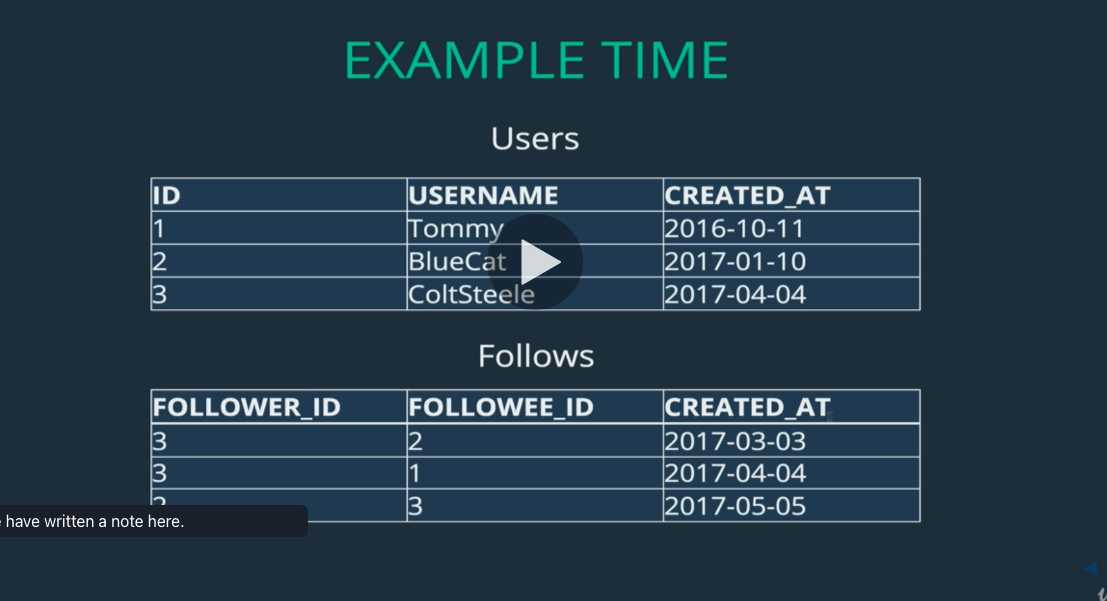 EXAMPLE TIME
Users
ID USERNAME CREATED_AT
1 Tommy 2016-10-11
2 BlueCat 2017-01-10
3 ColtSteele 2017-04-04
Follows
FOLLOWER_ID FOLLOWEE_ID CREATED_AT
3 2 2017-03-03
3 1 2017-04-04
2 3 2017-05-05
have written a note here.